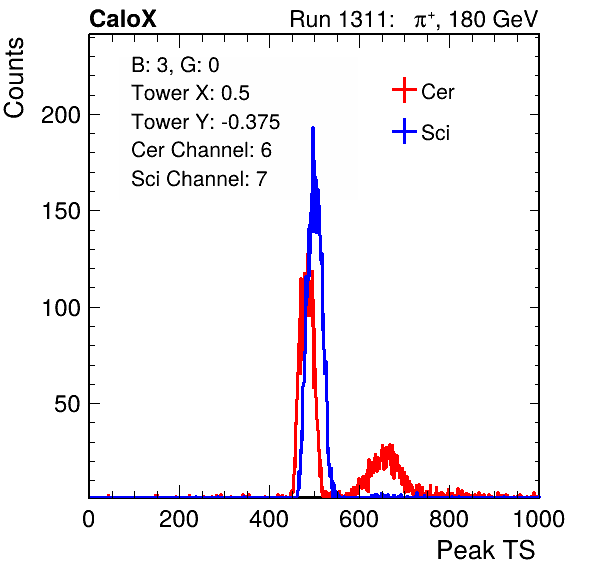 CaloX Run 1311: π⁺, 180 GeV
Counts
B: 3, G: 0
Tower X: 0.5
Tower Y: -0.375
Cer Channel: 6
Sci Channel: 7
Cer
Sci
200
150
100
50
0 200 400 600 800 1000
Peak TS